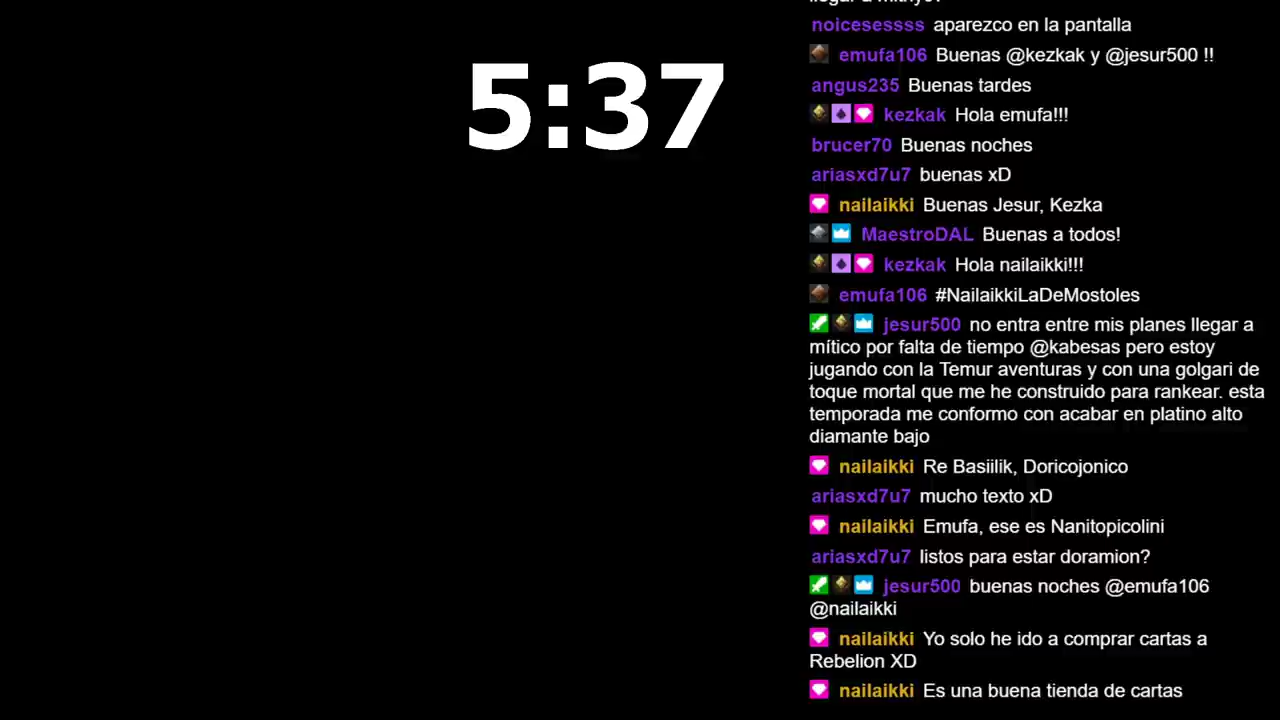 5:37
noicesessss aparezco en la pantalla
emufa106 Buenas @kezkak y @jesur500 !!
angus235 Buenas tardes
kezkak Hola emufa!!!
brucer70 Buenas noches
ariasxd7u7 buenas xD
nailaikki Buenas Jesur, Kezka
MaestroDAL Buenas a todos!
kezkak Hola nailaikki!!!
emufa106 #NailaikkiLaDeMostoles
jesur500 no entra entre mis planes llegar a
mítico por falta de tiempo @kabesas pero estoy
jugando con la Temur aventuras y con una golgari de
toque mortal que me he construido para rankear. esta
temporada me conformo con acabar en platino alto
diamante bajo
nailaikki Re Basiilik, Doricojonico
ariasxd7u7 mucho texto xD
nailaikki Emufa, ese es Nanitopicolini
ariasxd7u7 listos para estar doramion?
jesur500 buenas noches @emufa106
@nailaikki
nailaikki Yo solo he ido a comprar cartas a
Rebelion XD
nailaikki Es una buena tienda de cartas